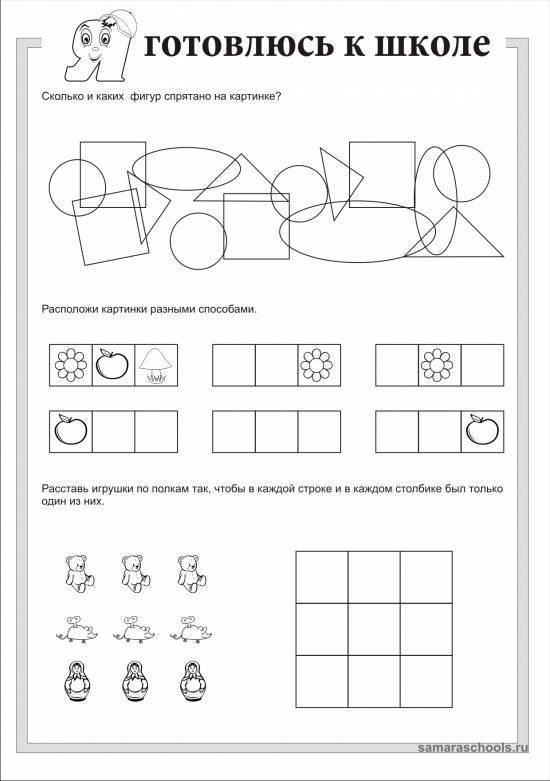 Я готовлюсь к школе
Сколько и каких фигур спрятано на картинке?
Расположи картинки разными способами.
Расставь игрушки по полкам так, чтобы в каждой строке и в каждом столбике был только
один из них.
samaraschools.ru